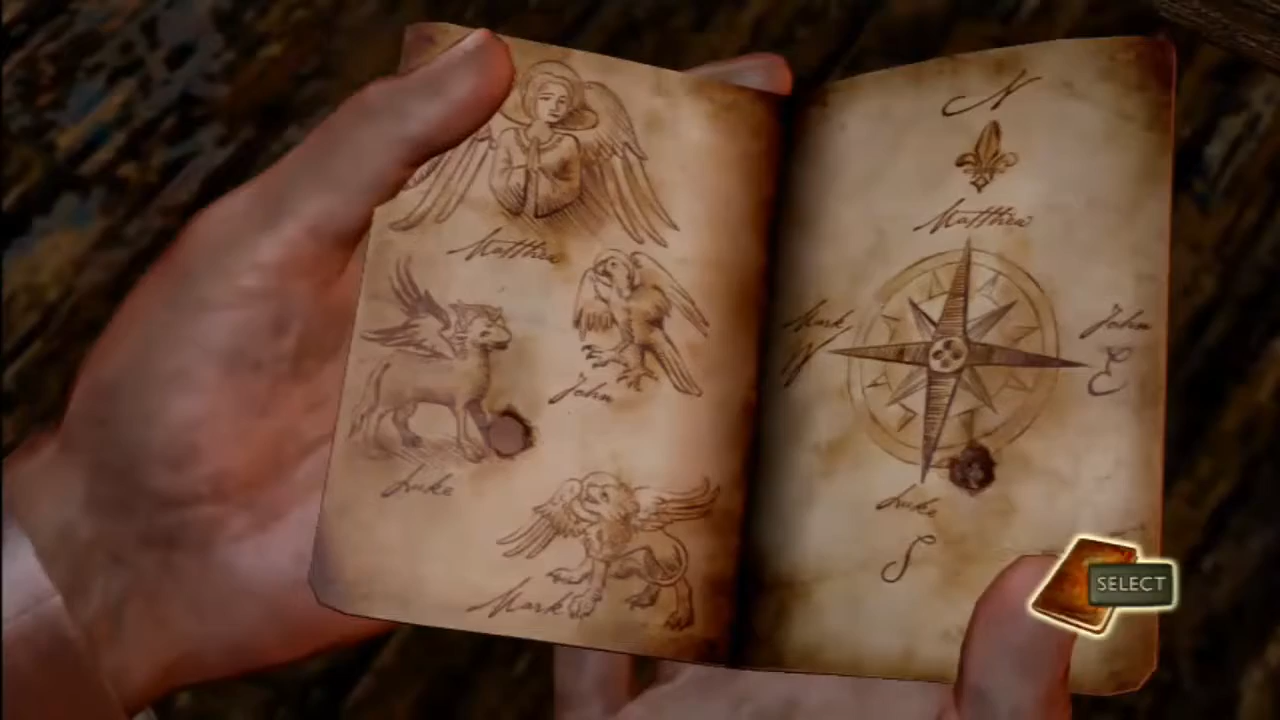 Matthew
John
Luke
Mark
N
Matthew
Mark
W
John
E
Luke
S
SELECT